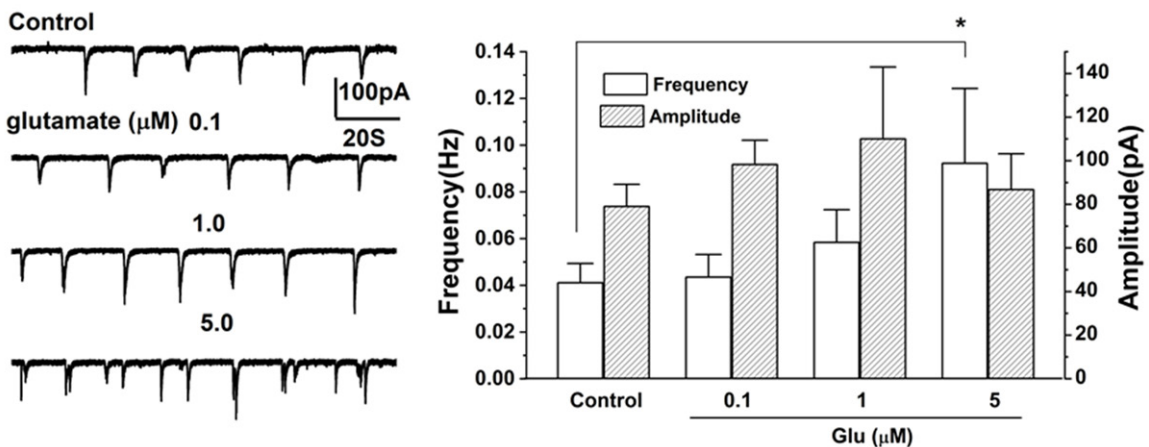 Control
100pA
20S
glutamate (μM) 0.1
1.0
5.0
*
Frequency(Hz)
0.14
0.12
0.10
0.08
0.06
0.04
0.02
0.00
Frequency
Amplitude
140
120
100
80
60
40
20
0
Amplitude(pA)
Control 0.1 1 5
Glu (μM)